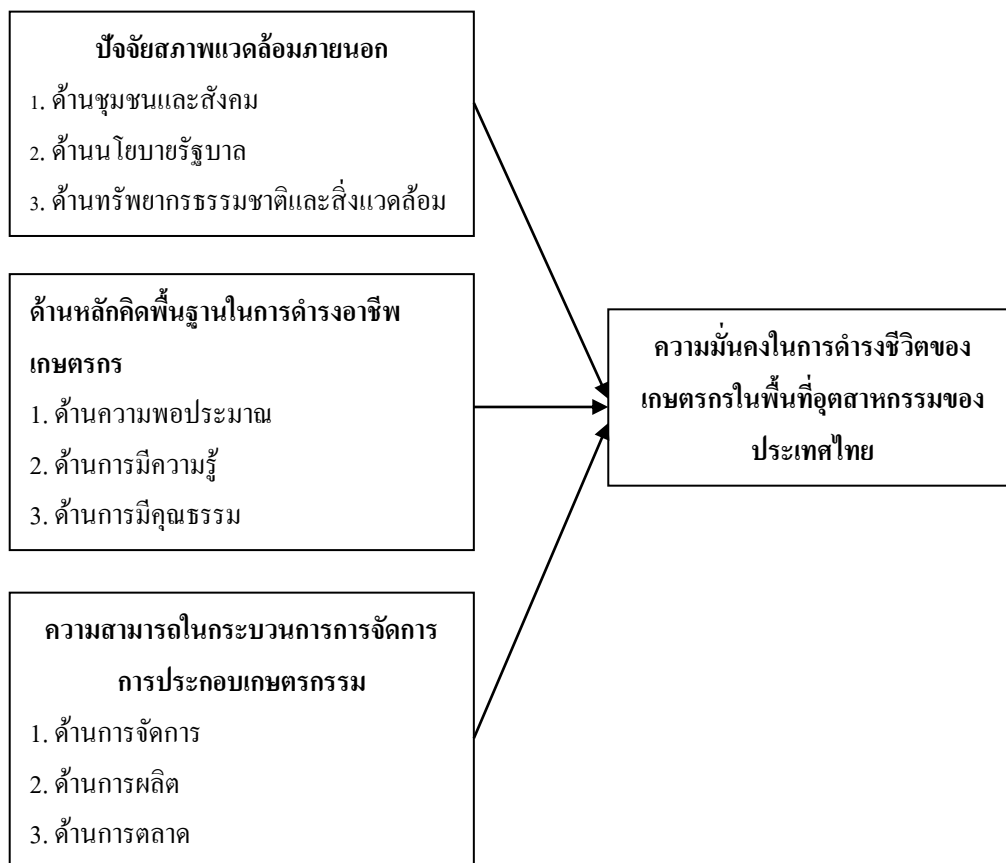 ปัจจัยสภาพแวดล้อมภายนอก
1. ด้านชุมชนและสังคม
2. ด้านนโยบายรัฐบาล
3. ด้านทรัพยากรธรรมชาติและสิ่งแวดล้อม
ด้านหลักคิดพื้นฐานในการดำรงอาชีพ
เกษตรกร
1. ด้านความพอประมาณ
2. ด้านการมีความรู้
3. ด้านการมีคุณธรรม
ความสามารถในกระบวนการการจัดการ
การประกอบเกษตรกรรม
1. ด้านการจัดการ
2. ด้านการผลิต
3. ด้านการตลาด
ความมั่นคงในการดำรงชีวิตของ
เกษตรกรในพื้นที่อุตสาหกรรมของ
ประเทศไทย